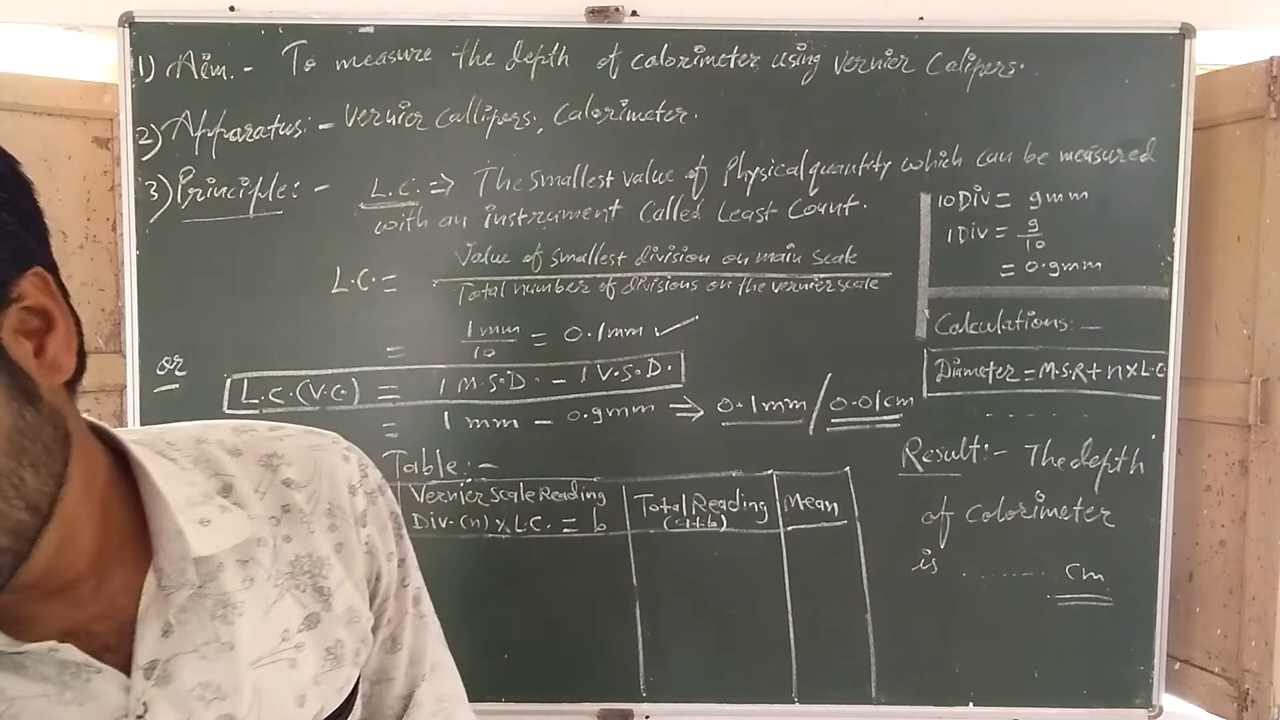 1) Aim. - To measure the depth of calorimeter using Vernier Calipers.
2) Apparatus: - Vernier callipers, Calorimeter.
3) Principle: - L.C. => The smallest value of Physical quantity which can be measured
with an instrument Called Least Count.
L.C. = Value of smallest division on main Scale
Total number of divisions on the vernier scale
= 1mm/10 = 0.1mm ✓
or
L.C.(V.C) = 1 M.S.D. - 1 V.S.D.
= 1 mm - 0.9mm => 0.1mm / 0.01cm
Table: -
Vernier Scale Reading
Div. (n) x L.C. = b
Total Reading
(a+b)
Mean
10 Div = 9mm
1 Div = 9/10
= 0.9mm
Calculations: -
Diameter = M.S.R + n x L.C
. . . . . .
Result: - The depth
of calorimeter
is ........ cm